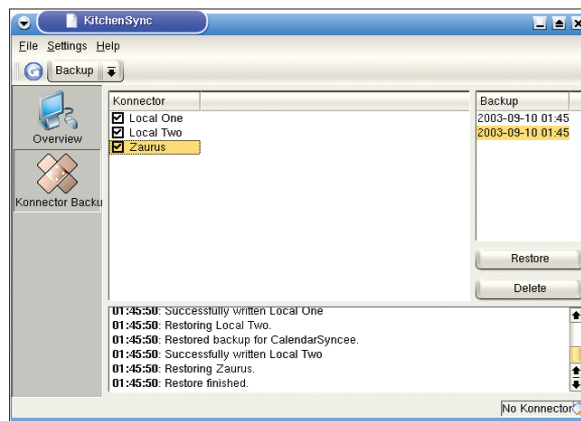 KitchenSync
File Settings Help
Backup
Overview
Konnector Backu
Konnector
Local One
Local Two
Zaurus
Backup
2003-09-10 01:45
2003-09-10 01:45
Restore
Delete
01:45:50: Successfully written Local One
01:45:50: Restoring Local Two.
01:45:50: Restored backup for CalendarSyncee.
01:45:50: Successfully written Local Two
01:45:50: Restoring Zaurus.
01:45:50: Restore finished.
No Konnector